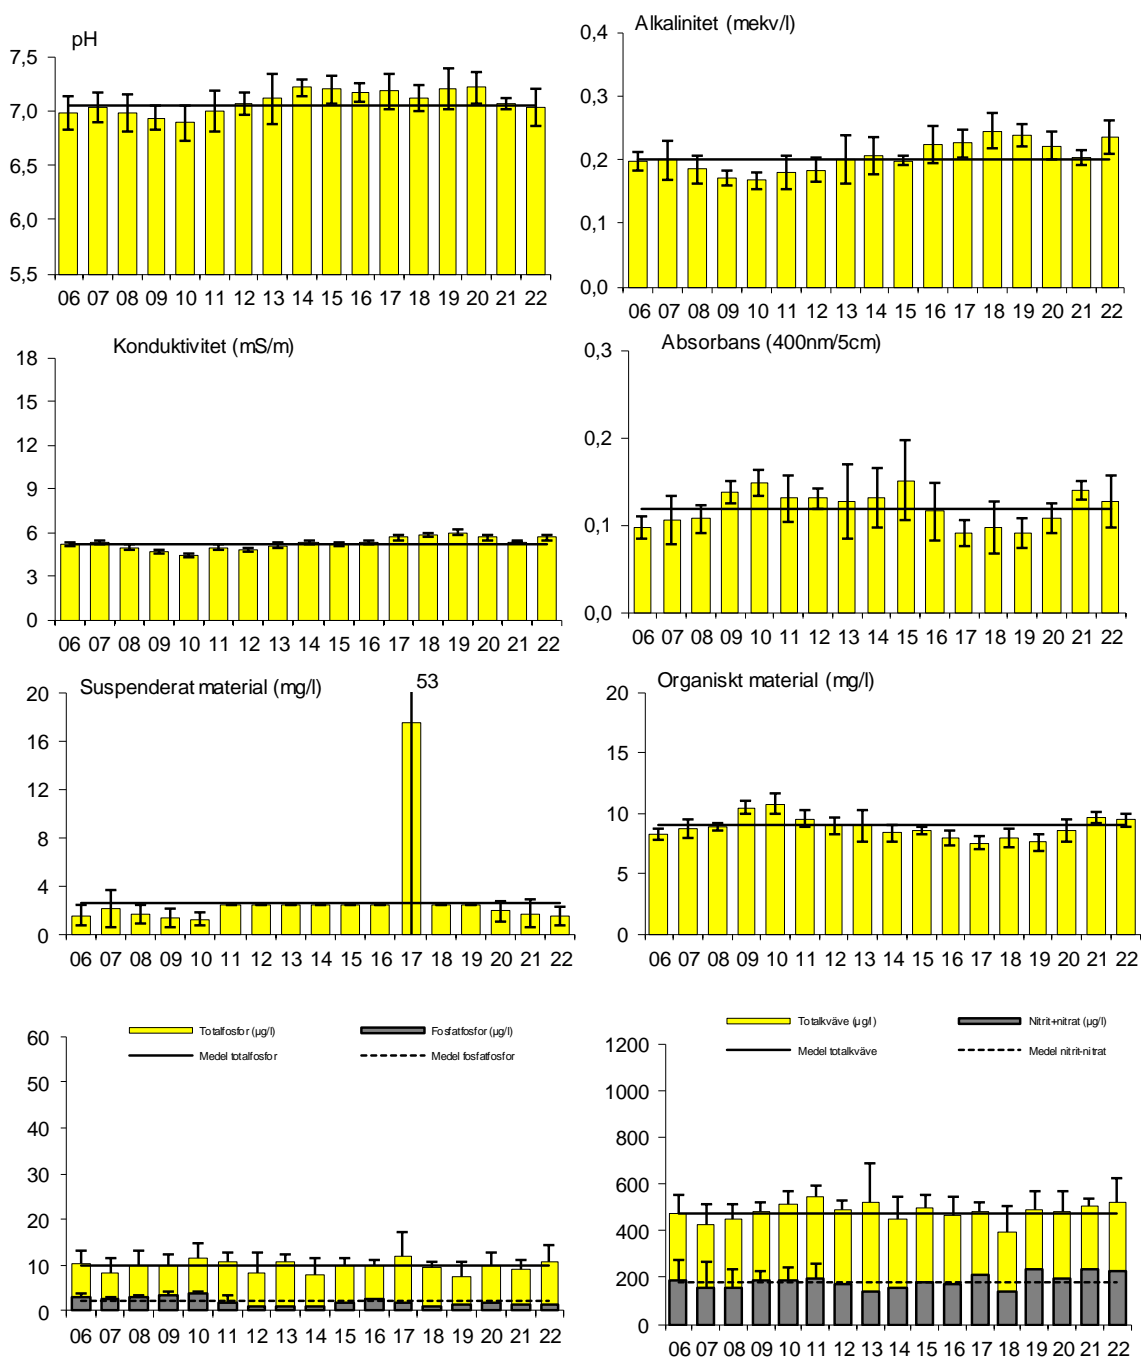 pH
7,5
7,0
6,5
6,0
5,5
06 07 08 09 10 11 12 13 14 15 16 17 18 19 20 21 22
Alkalinitet (mekv/l)
0,4
0,3
0,2
0,1
0,0
06 07 08 09 10 11 12 13 14 15 16 17 18 19 20 21 22
Konduktivitet (mS/m)
18
15
12
9
6
3
0
06 07 08 09 10 11 12 13 14 15 16 17 18 19 20 21 22
Absorbans (400nm/5cm)
0,3
0,2
0,1
0,0
06 07 08 09 10 11 12 13 14 15 16 17 18 19 20 21 22
Suspenderat material (mg/l)
53
20
16
12
8
4
0
06 07 08 09 10 11 12 13 14 15 16 17 18 19 20 21 22
Organiskt material (mg/l)
20
15
10
5
0
06 07 08 09 10 11 12 13 14 15 16 17 18 19 20 21 22
Totalfosfor (µg/l) Fosfatfosfor (µg/l)
Medel totalfosfor Medel fosfatfosfor
60
50
40
30
20
10
0
06 07 08 09 10 11 12 13 14 15 16 17 18 19 20 21 22
Totalkväve (µg/l) Nitrit+nitrat (µg/l)
Medel totalkväve Medel nitrit-nitrat
1200
1000
800
600
400
200
0
06 07 08 09 10 11 12 13 14 15 16 17 18 19 20 21 22